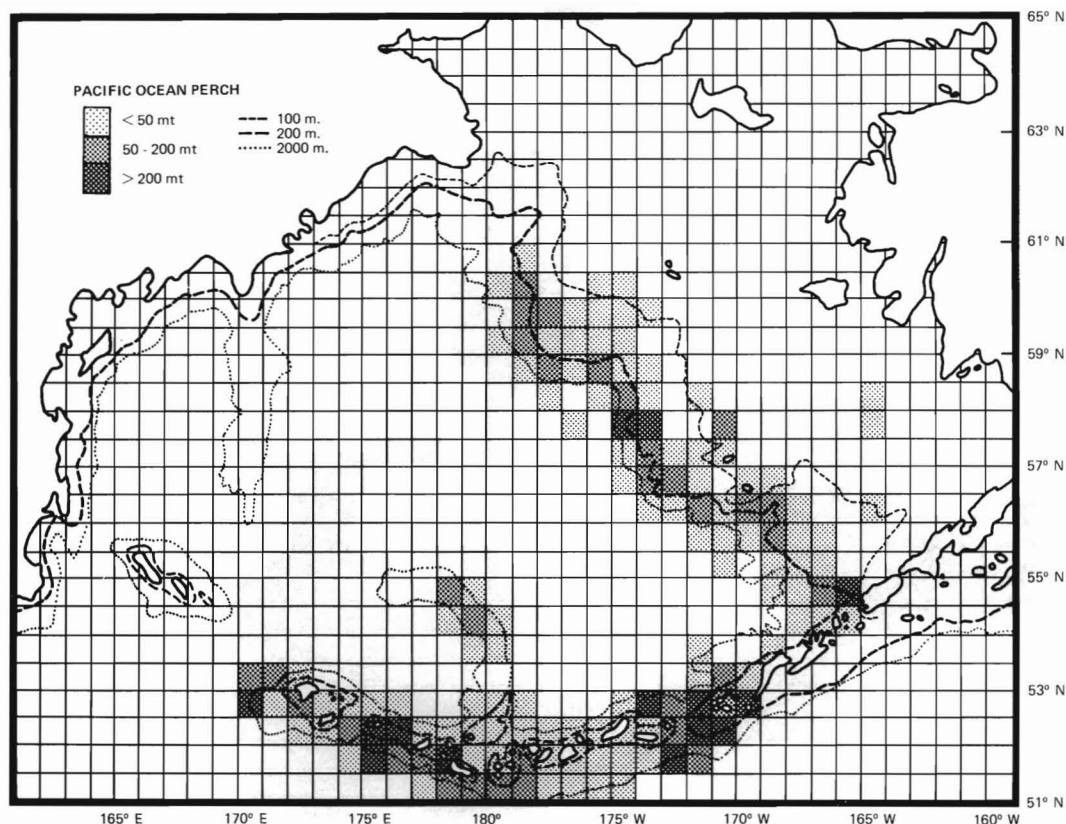 65° N
PACIFIC OCEAN PERCH
< 50 mt
50 - 200 mt
> 200 mt
100 m.
200 m.
2000 m.
63° N
61° N
59° N
57° N
55° N
53° N
51° N
165° E
170° E
175° E
180°
175° W
170° W
165° W
160° W